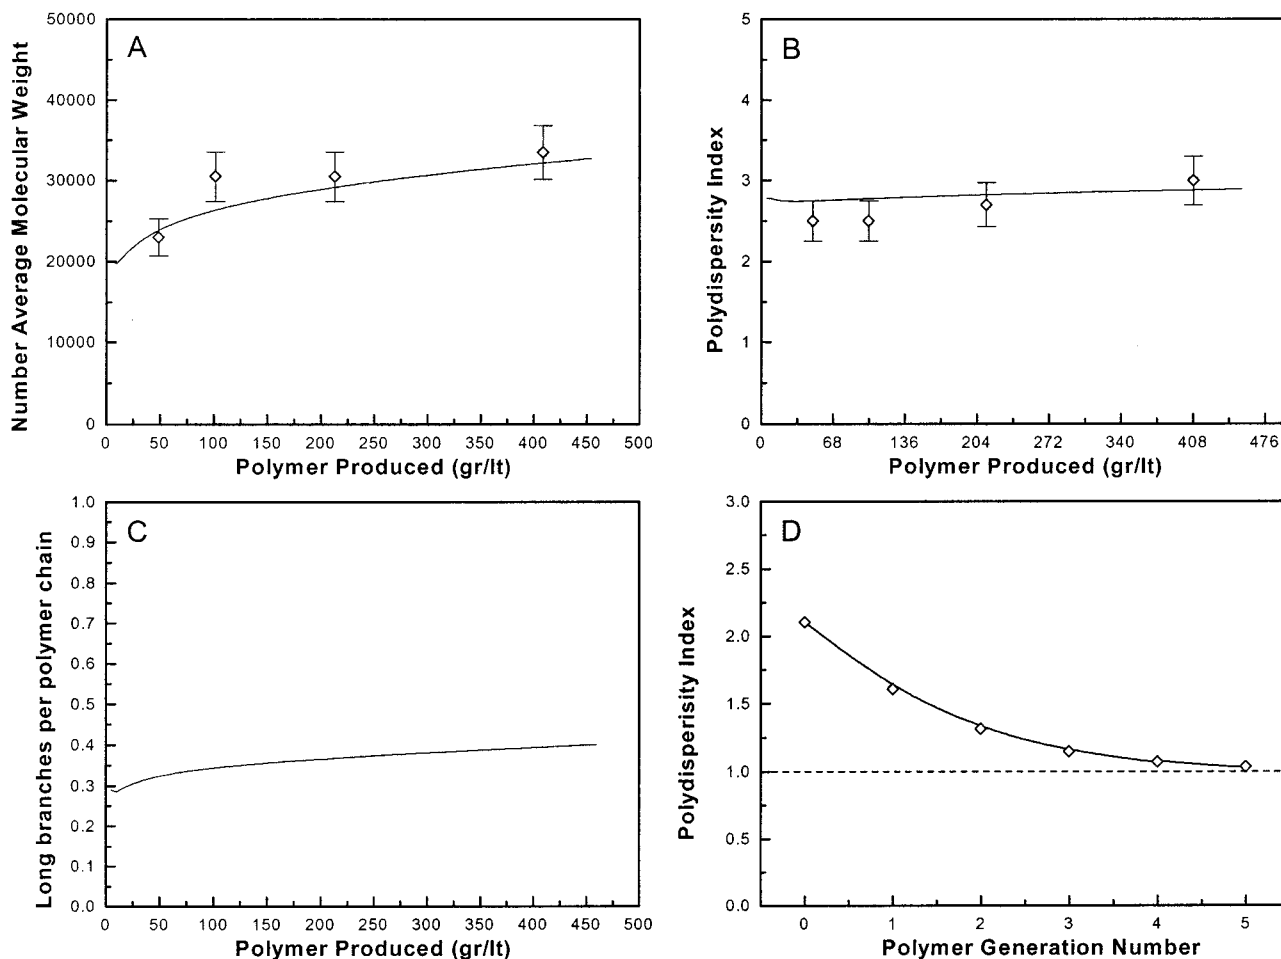 A
Number Average Molecular Weight
50000
40000
30000
20000
10000
0
0 50 100 150 200 250 300 350 400 450 500
Polymer Produced (gr/lt)
B
Polydispersity Index
5
4
3
2
1
0
0 68 136 204 272 340 408 476
Polymer Produced (gr/lt)
C
Long branches per polymer chain
1.0
0.9
0.8
0.7
0.6
0.5
0.4
0.3
0.2
0.1
0.0
0 50 100 150 200 250 300 350 400 450 500
Polymer Produced (gr/lt)
D
Polydisperisity Index
3.0
2.5
2.0
1.5
1.0
0.5
0.0
0 1 2 3 4 5
Polymer Generation Number